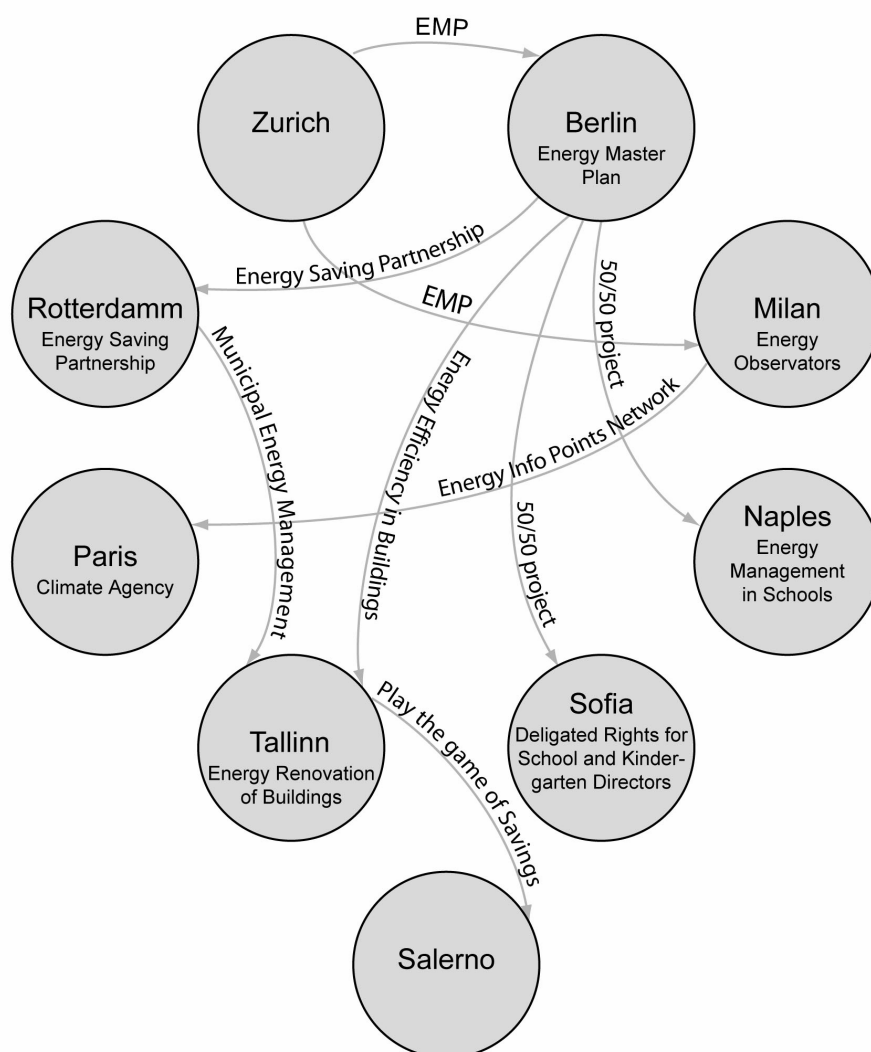 EMP
Zurich
Berlin
Energy Master
Plan
Energy Saving Partnership
50/50 project
Rotterdamm
Energy Saving
Partnership
EMP
Milan
Energy
Observators
Municipal Energy Management
Energy Efficiency in Buildings
Energy Info Points Network
Paris
Climate Agency
50/50 project
Naples
Energy
Management
in Schools
Tallinn
Energy Renovation
of Buildings
Play the game of Savings
Sofia
Deligated Rights for
School and Kinder-
garten Directors
Salerno